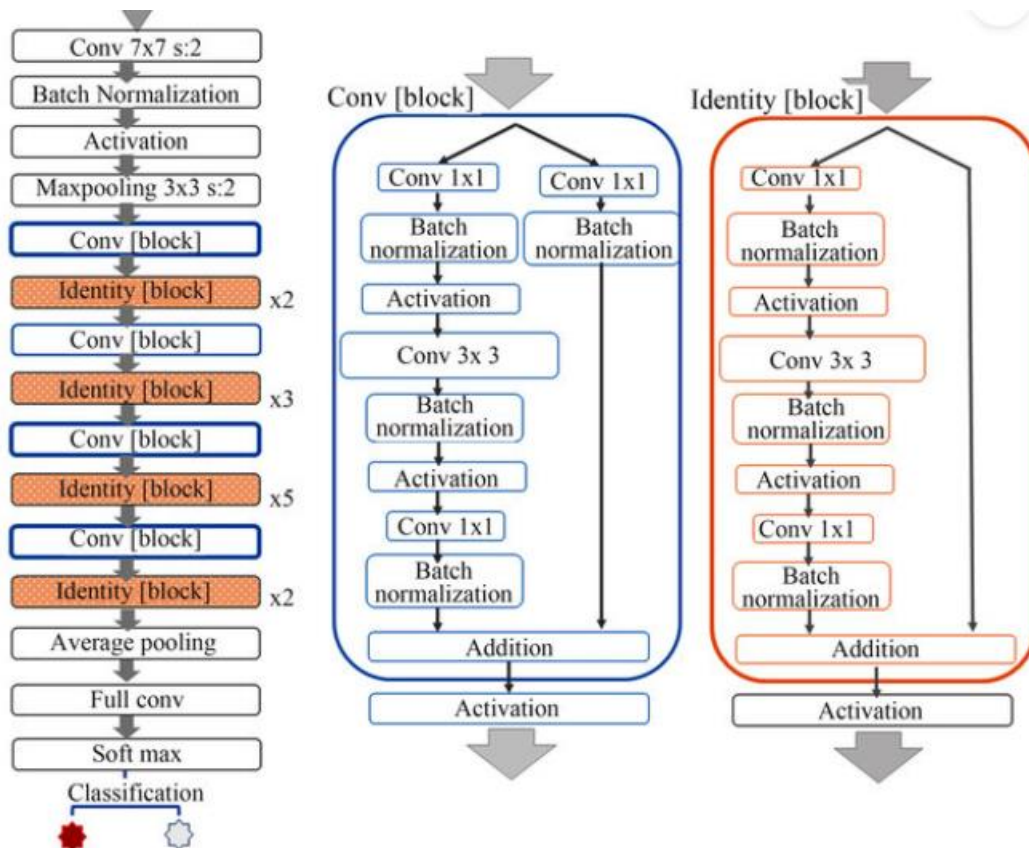 Conv 7x7 s:2
Batch Normalization
Activation
Maxpooling 3x3 s:2
Conv [block]
Identity [block]
x2
Conv [block]
Identity [block]
x3
Conv [block]
Identity [block]
x5
Conv [block]
Identity [block]
x2
Average pooling
Full conv
Soft max
Classification
Conv [block]
Conv 1x1
Conv 1x1
Batch
normalization
Batch
normalization
Activation
Conv 3x 3
Batch
normalization
Activation
Conv 1x1
Batch
normalization
Addition
Activation
Identity [block]
Conv 1x1
Batch
normalization
Activation
Conv 3x 3
Batch
normalization
Activation
Conv 1x1
Batch
normalization
Addition
Activation